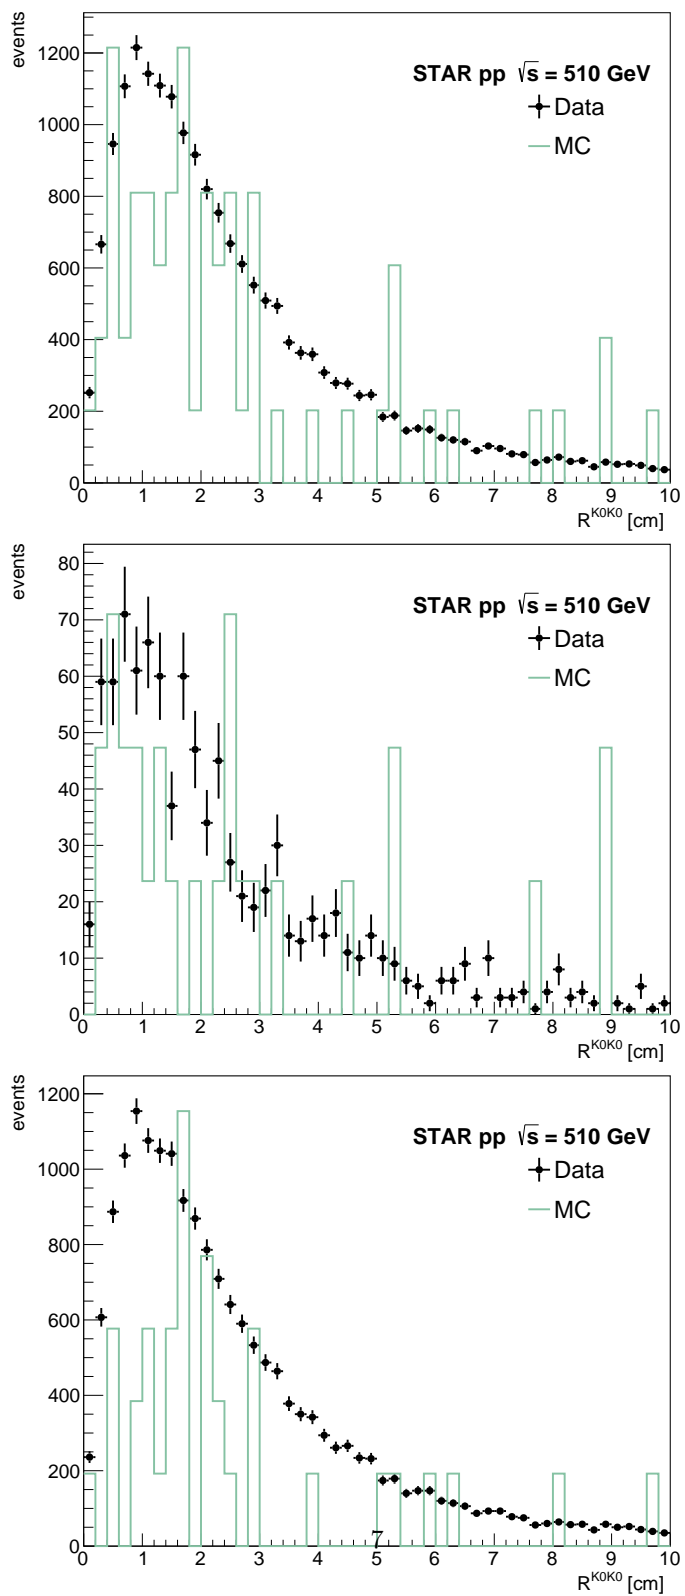 events
1200
1000
800
600
400
200
0
STAR pp √s = 510 GeV
Data
MC
0 1 2 3 4 5 6 7 8 9 10
R^K0K0 [cm]
events
80
70
60
50
40
30
20
10
0
STAR pp √s = 510 GeV
Data
MC
0 1 2 3 4 5 6 7 8 9 10
R^K0K0 [cm]
events
1200
1000
800
600
400
200
0
STAR pp √s = 510 GeV
Data
MC
7
0 1 2 3 4 5 6 7 8 9 10
R^K0K0 [cm]